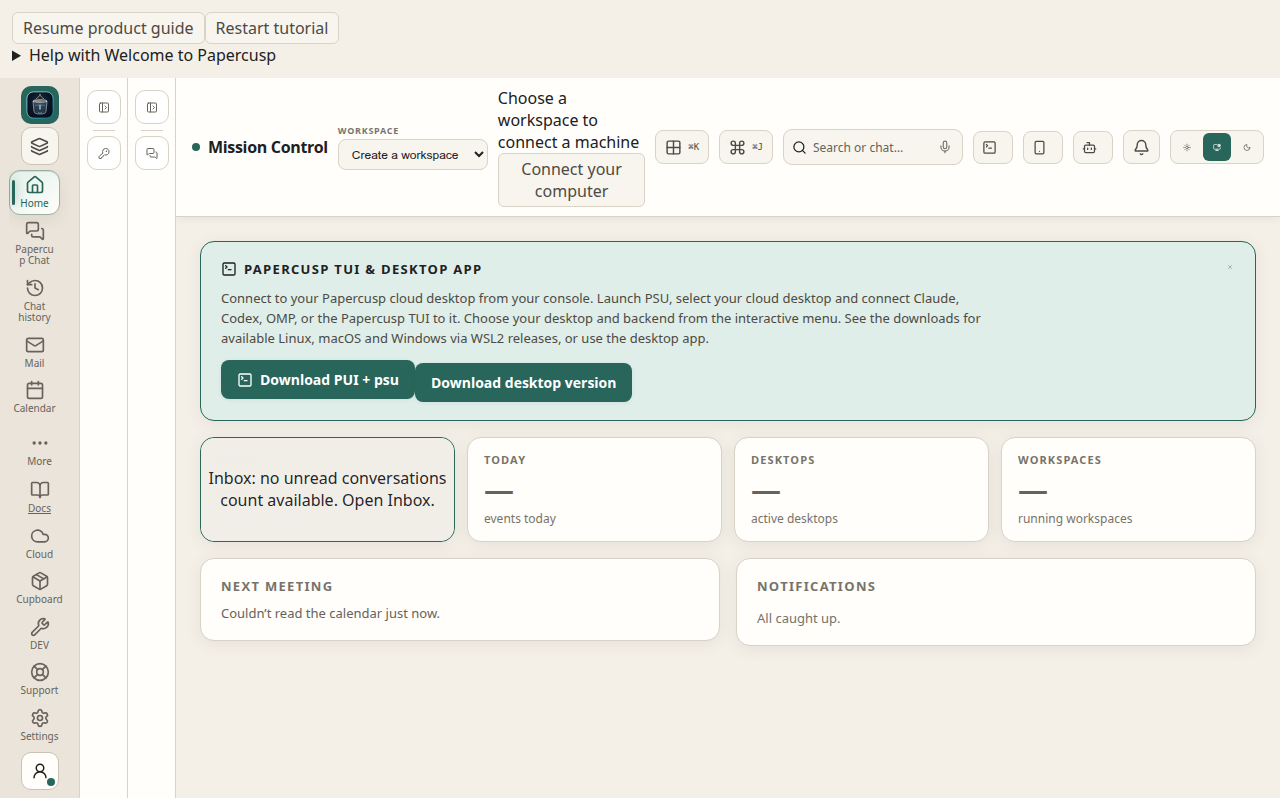 Resume product guide
Restart tutorial
Help with Welcome to Papercusp
Home
Papercu
p Chat
Chat
history
Mail
Calendar
More
Docs
Cloud
Cupboard
DEV
Support
Settings
Mission Control
WORKSPACE
Create a workspace
Choose a
workspace to
connect a machine
Connect your
computer
⌘K
⌘J
Search or chat...
PAPERCUSP TUI & DESKTOP APP
×
Connect to your Papercusp cloud desktop from your console. Launch PSU, select your cloud desktop and connect Claude,
Codex, OMP, or the Papercusp TUI to it. Choose your desktop and backend from the interactive menu. See the downloads for
available Linux, macOS and Windows via WSL2 releases, or use the desktop app.
Download PUI + psu
Download desktop version
Inbox: no unread conversations
count available. Open Inbox.
TODAY
—
events today
DESKTOPS
—
active desktops
WORKSPACES
—
running workspaces
NEXT MEETING
Couldn’t read the calendar just now.
NOTIFICATIONS
All caught up.